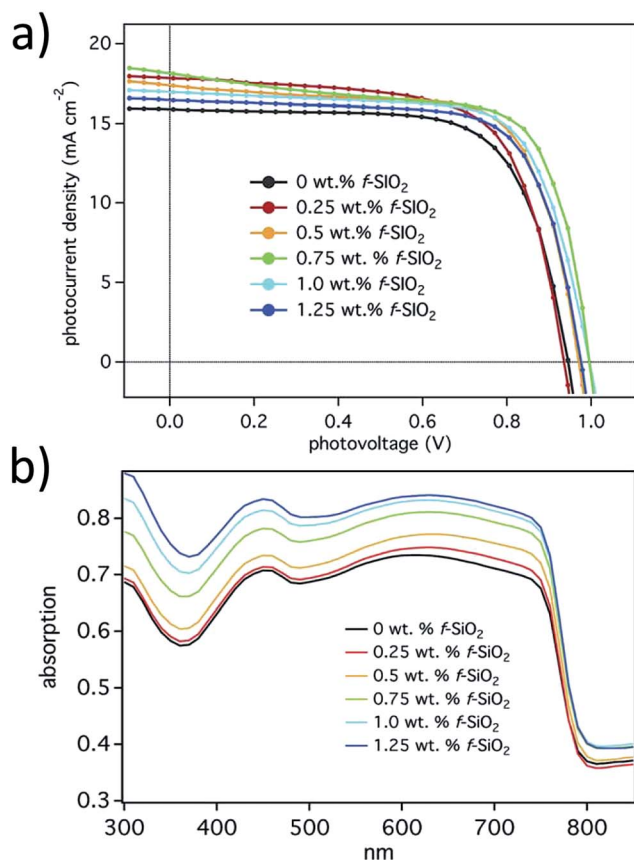 a)
photocurrent density (mA cm⁻²)
20
15
10
5
0
0 wt.% f-SIO₂
0.25 wt.% f-SIO₂
0.5 wt.% f-SIO₂
0.75 wt. % f-SIO₂
1.0 wt.% f-SIO₂
1.25 wt.% f-SIO₂
0.0 0.2 0.4 0.6 0.8 1.0
photovoltage (V)
b)
absorption
0.8
0.7
0.6
0.5
0.4
0.3
0 wt. % f-SiO₂
0.25 wt. % f-SiO₂
0.5 wt. % f-SiO₂
0.75 wt. % f-SiO₂
1.0 wt. % f-SiO₂
1.25 wt. % f-SiO₂
300 400 500 600 700 800
nm